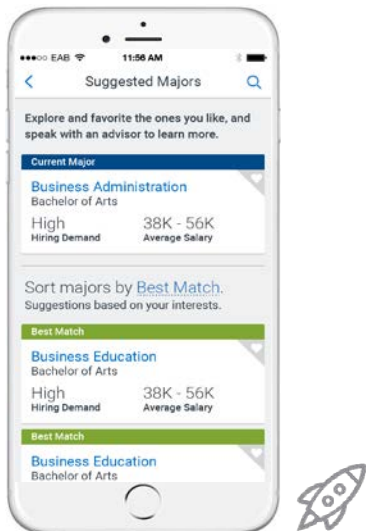 EAB 11:56 AM
Suggested Majors
Explore and favorite the ones you like, and
speak with an advisor to learn more.
Current Major
Business Administration
Bachelor of Arts
High 38K - 56K
Hiring Demand Average Salary
Sort majors by Best Match.
Suggestions based on your interests.
Best Match
Business Education
Bachelor of Arts
High 38K - 56K
Hiring Demand Average Salary
Best Match
Business Education
Bachelor of Arts